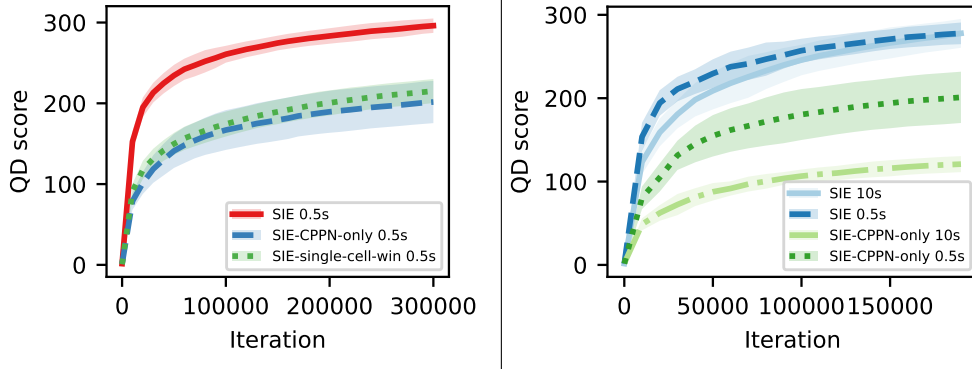 300
200
100
0
QD score
SIE 0.5s
SIE-CPPN-only 0.5s
SIE-single-cell-win 0.5s
0 100000 200000 300000
Iteration
300
200
100
0
QD score
SIE 10s
SIE 0.5s
SIE-CPPN-only 10s
SIE-CPPN-only 0.5s
0 50000 100000 150000
Iteration